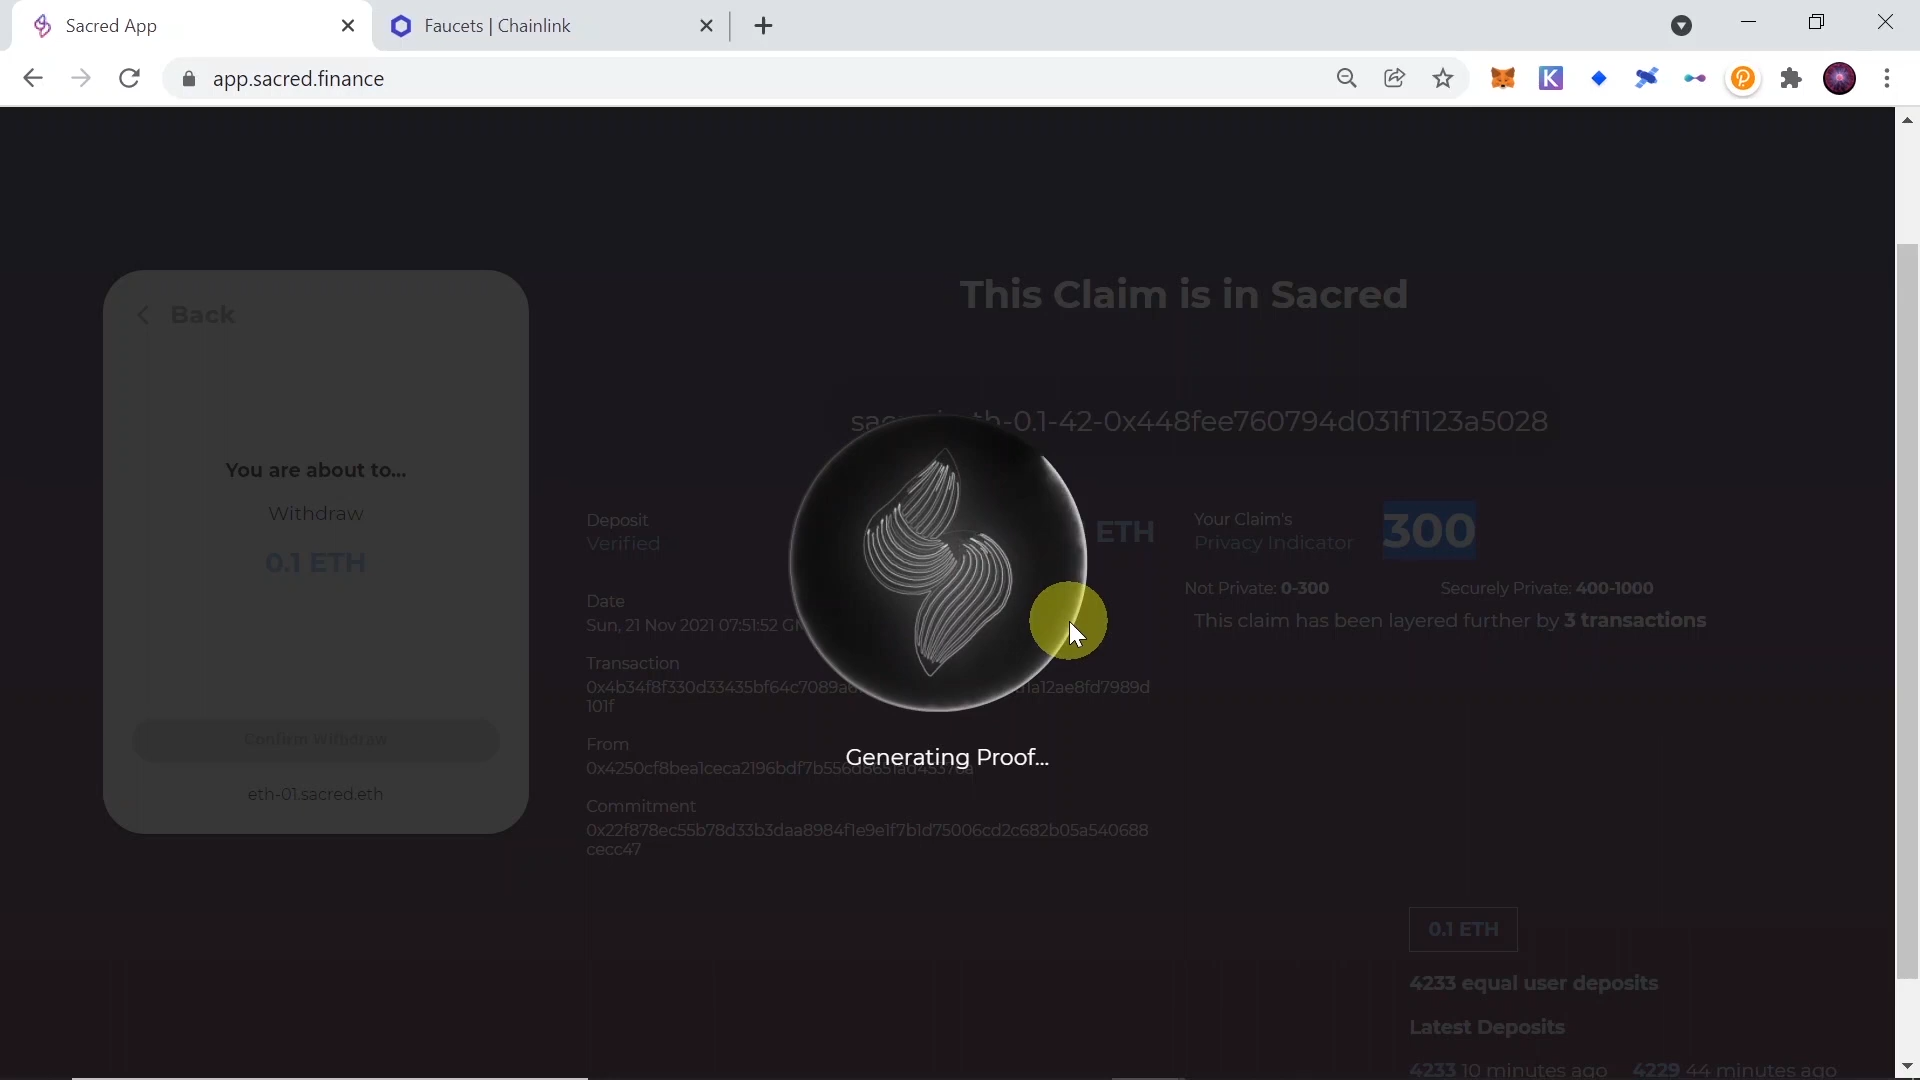 Sacred App
Faucets | Chainlink
app.sacred.finance
This Claim is in Sacred
Back
-0.1-42-0x448fee760794d031f1123a5028
You are about to...
Withdraw
0.1 ETH
Deposit
Verified
ETH
Your Claim's
Privacy Indicator
300
Not Private: 0-300
Securely Private: 400-1000
This claim has been layered further by 3 transactions
Date
Sun, 21 Nov 2021 07:51:52
Transaction
101f
Confirm Withdraw
From
Generating Proof...
eth-01.sacred.eth
Commitment
0x22f878ec55b78d33b3daa8984f1e9e1f7b1d75006cd2c682b05a540688
cecc47
0.1 ETH
4233 equal user deposits
Latest Deposits
4233 10 minutes ago 4229 44 minutes ago